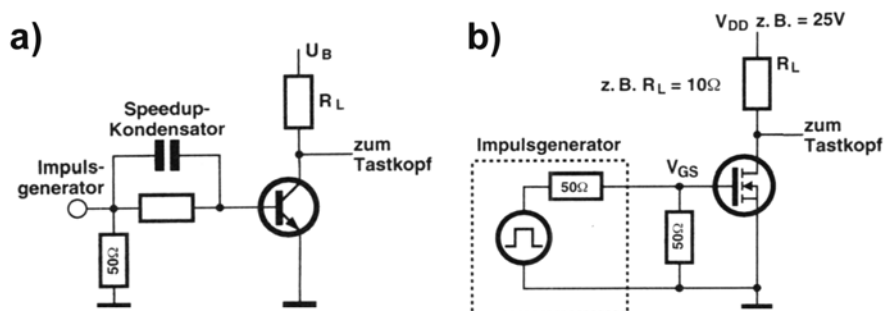 a)
U_B
R_L
Speedup-
Kondensator
zum
Tastkopf
Impuls-
generator
50Ω
b)
V_DD z. B. = 25V
R_L
z. B. R_L = 10Ω
zum
Tastkopf
Impulsgenerator
V_GS
50Ω
50Ω